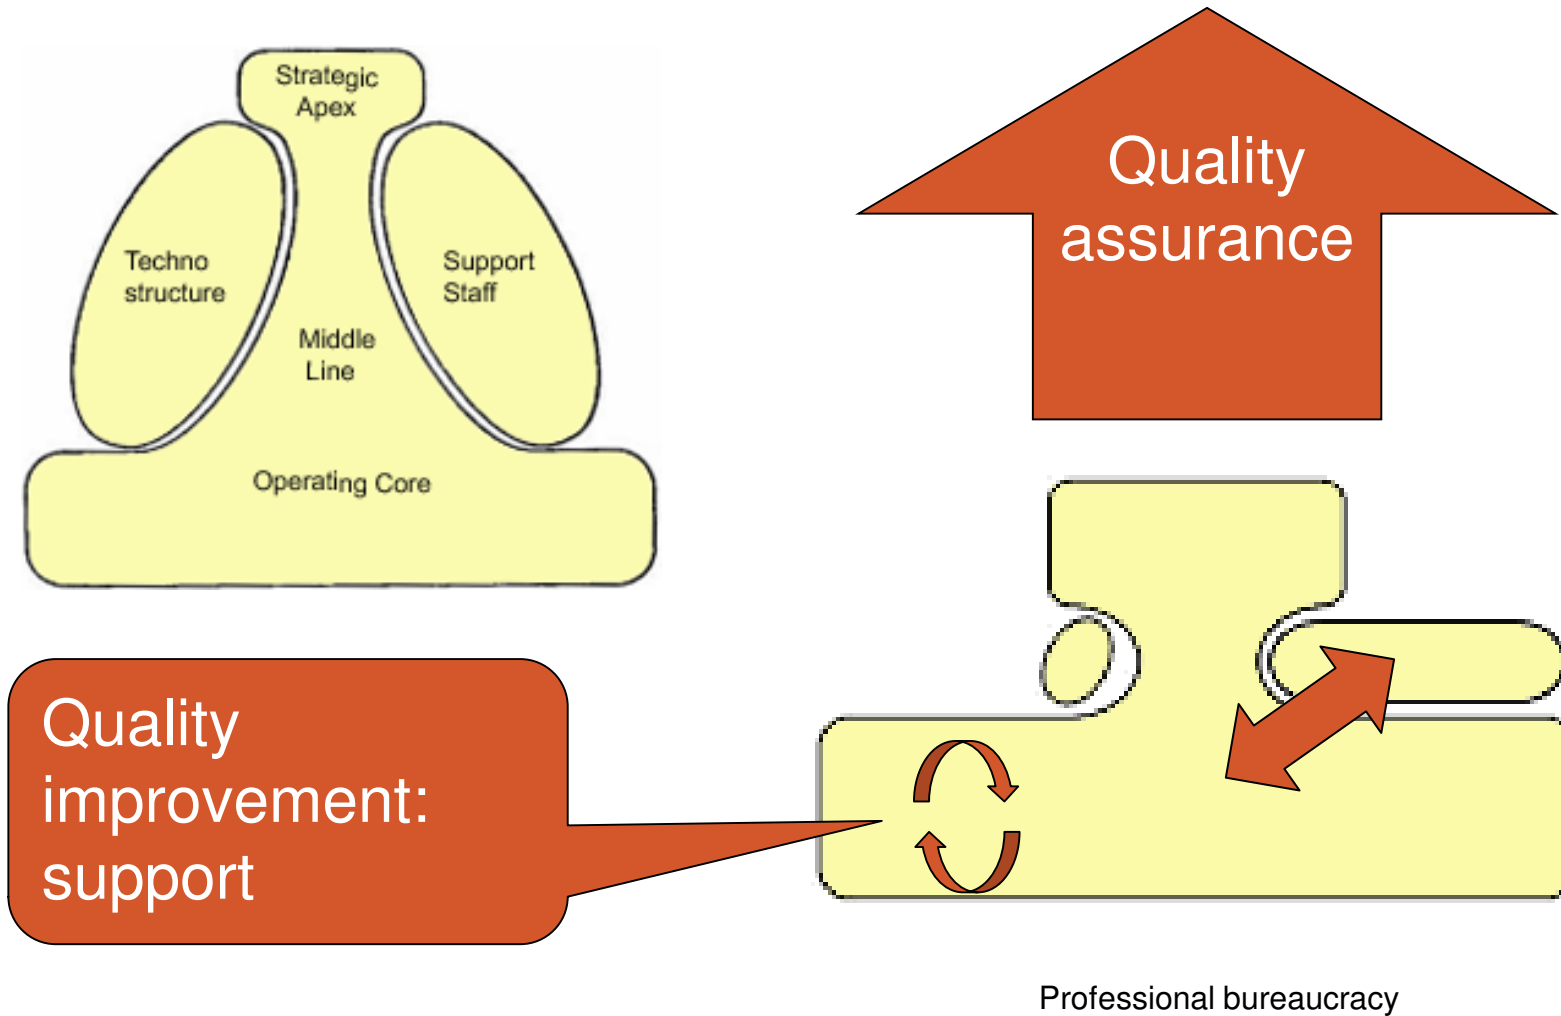 Strategic
Apex
Techno
structure
Support
Staff
Middle
Line
Operating Core
Quality
assurance
Quality
improvement:
support
Professional bureaucracy